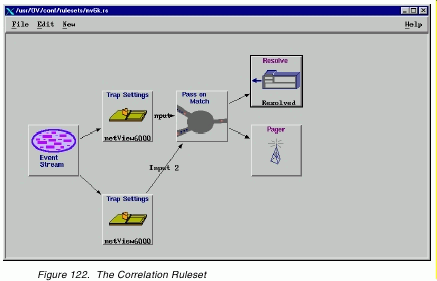 /usr/OV/conf/rulesets/nv6k.rs
File Edit New Help
Resolve
Resolved
Trap Settings
netView6000
nput
Pass on
Match
Pager
Event
Stream
Input 2
Trap Settings
netView6000
Figure 122. The Correlation Ruleset